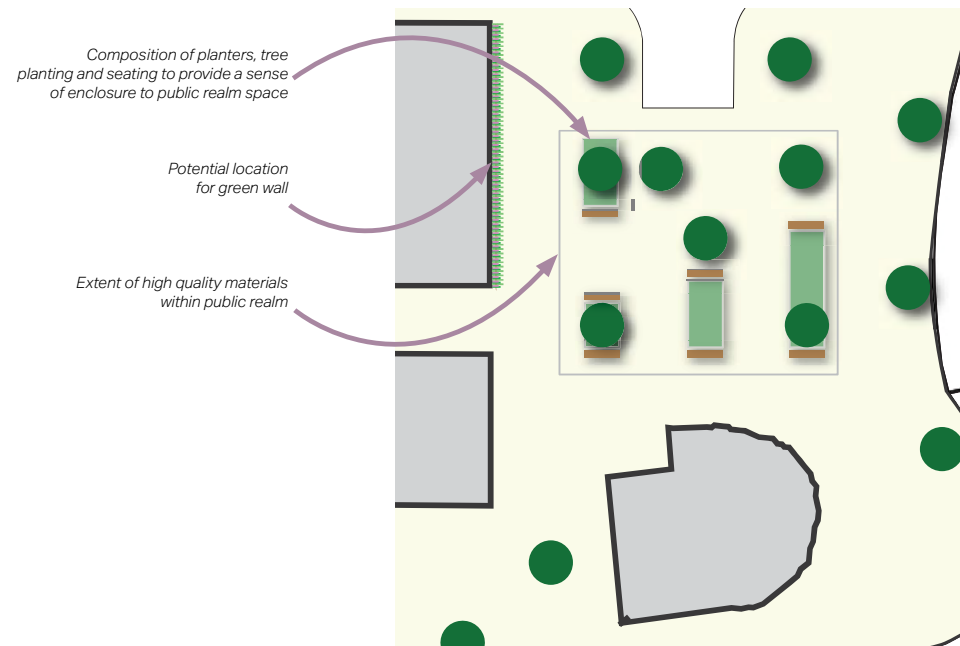 Composition of planters, tree
planting and seating to provide a sense
of enclosure to public realm space
Potential location
for green wall
Extent of high quality materials
within public realm